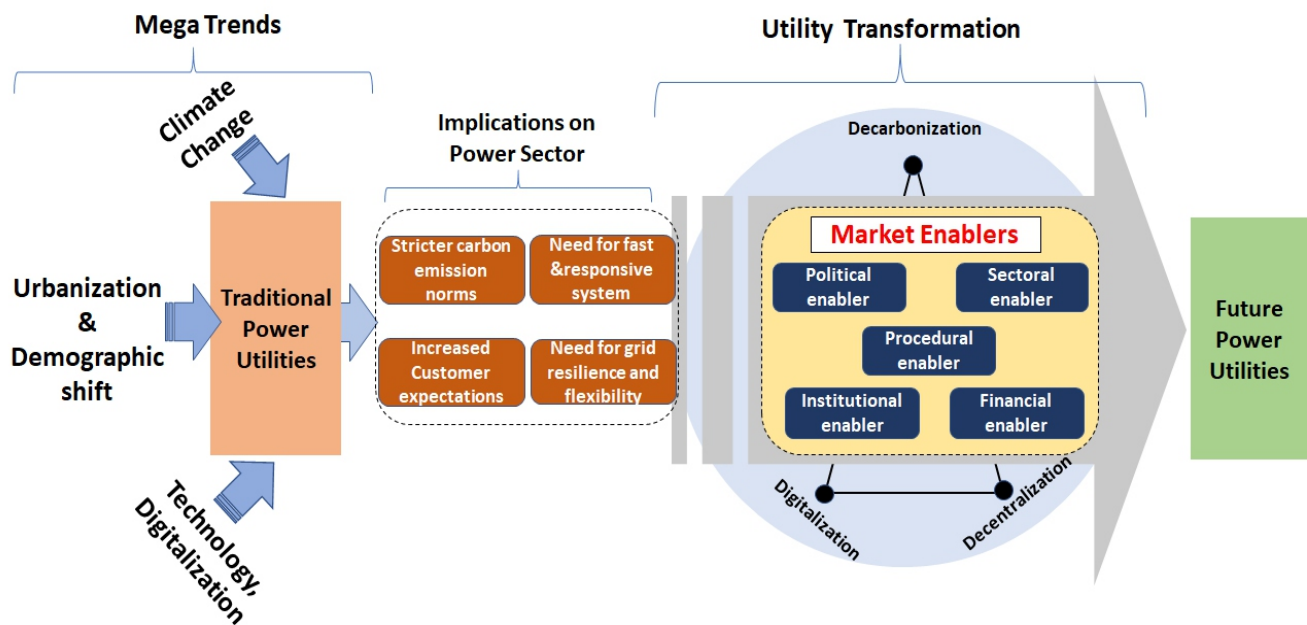 Mega Trends
Utility Transformation
Climate
Change
Implications on
Power Sector
Decarbonization
Urbanization
&
Demographic
shift
Traditional
Power
Utilities
Stricter carbon
emission
norms
Need for fast
&responsive
system
Increased
Customer
expectations
Need for grid
resilience and
flexibility
Market Enablers
Political
enabler
Sectoral
enabler
Procedural
enabler
Institutional
enabler
Financial
enabler
Future
Power
Utilities
Technology,
Digitalization
Digitalization
Decentralization